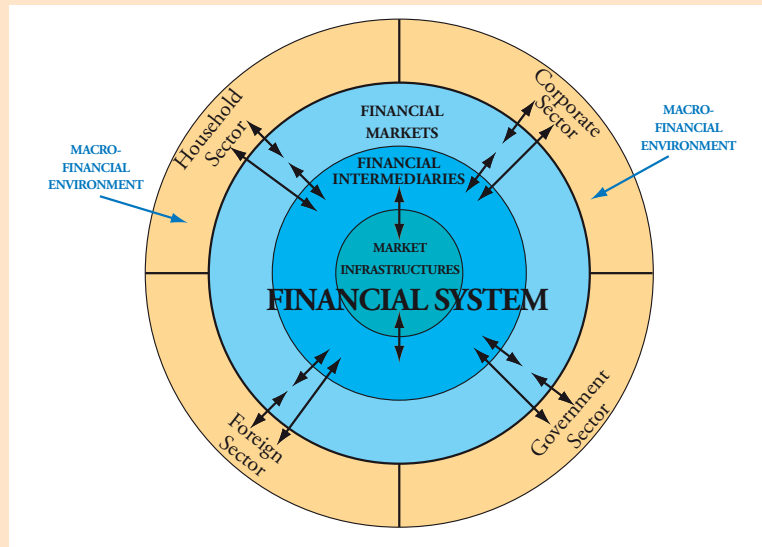 Household
Sector
Corporate
Sector
MACRO-
FINANCIAL
ENVIRONMENT
MACRO-
FINANCIAL
ENVIRONMENT
FINANCIAL
MARKETS
FINANCIAL
INTERMEDIARIES
MARKET
INFRASTRUCTURES
FINANCIAL SYSTEM
Foreign
Sector
Government
Sector